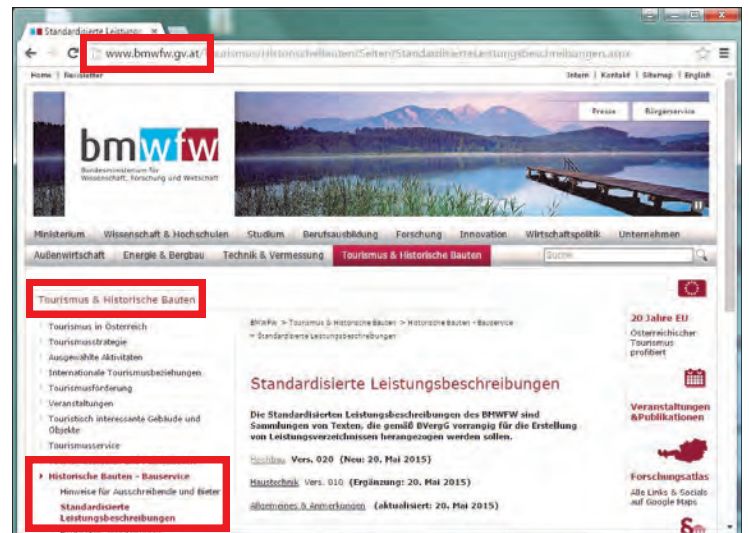 Standardisierte Leistung
www.bmwfw.gv.at/Tourismus/HistorischeBauten/Seiten/StandardisierteLeistungsbeschreibungen.aspx
Home | Newsletter
Intern | Kontakt | Sitemap | English
Presse
Bürgerservice
bmwfw
Bundesministerium für
Wissenschaft, Forschung und Wirtschaft
Ministerium Wissenschaft & Hochschulen Studium Berufsausbildung Forschung Innovation Wirtschaftspolitik Unternehmen
Außenwirtschaft Energie & Bergbau Technik & Vermessung Tourismus & Historische Bauten Suche
Tourismus & Historische Bauten
Tourismus in Österreich
Tourismusstrategie
Ausgewählte Aktivitäten
Internationale Tourismusbeziehungen
Tourismusförderung
Veranstaltungen
Touristisch interessante Gebäude und
Objekte
Tourismusservice
Historische Bauten - Bauservice
Hinweise für Ausschreibende und Bieter
Standardisierte
Leistungsbeschreibungen
BMWFW > Tourismus & Historische Bauten > Historische Bauten - Bauservice
> Standardisierte Leistungsbeschreibungen
Standardisierte Leistungsbeschreibungen
Die Standardisierten Leistungsbeschreibungen des BMWFW sind
Sammlungen von Texten, die gemäß BVergG vorrangig für die Erstellung
von Leistungsverzeichnissen herangezogen werden sollen.
Hochbau Vers. 020 (Neu: 20. Mai 2015)
Haustechnik Vers. 010 (Ergänzung: 20. Mai 2015)
Allgemeines & Anmerkungen (aktualisiert: 20. Mai 2015)
20 Jahre EU
Österreichischer
Tourismus
profitiert
Veranstaltungen
&Publikationen
Forschungsatlas
Alle Links & Socials
auf Google Maps